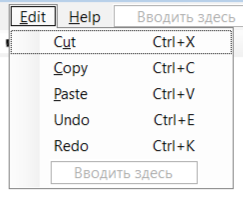 Edit Help Вводить здесь
Cut Ctrl+X
Copy Ctrl+C
Paste Ctrl+V
Undo Ctrl+E
Redo Ctrl+K
Вводить здесь